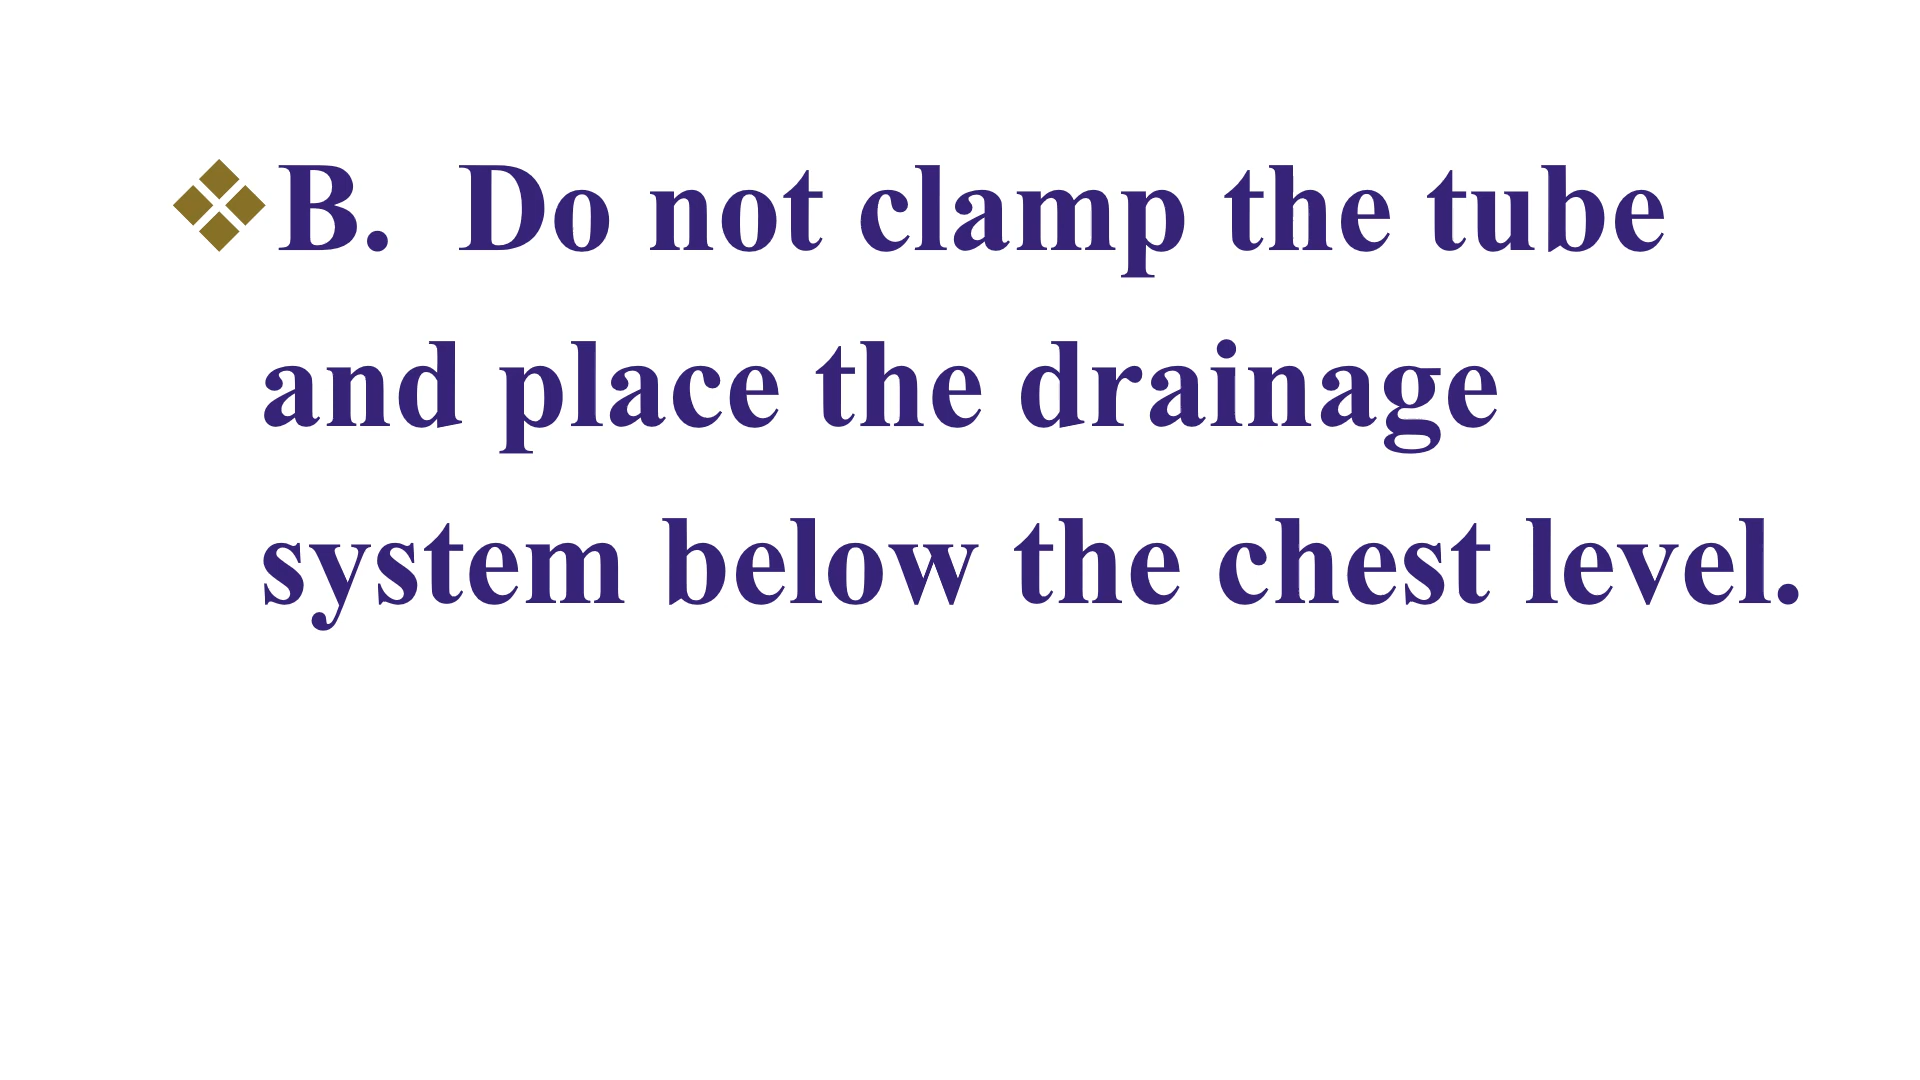 ❖B.  Do not clamp the tube
and place the drainage
system below the chest level.